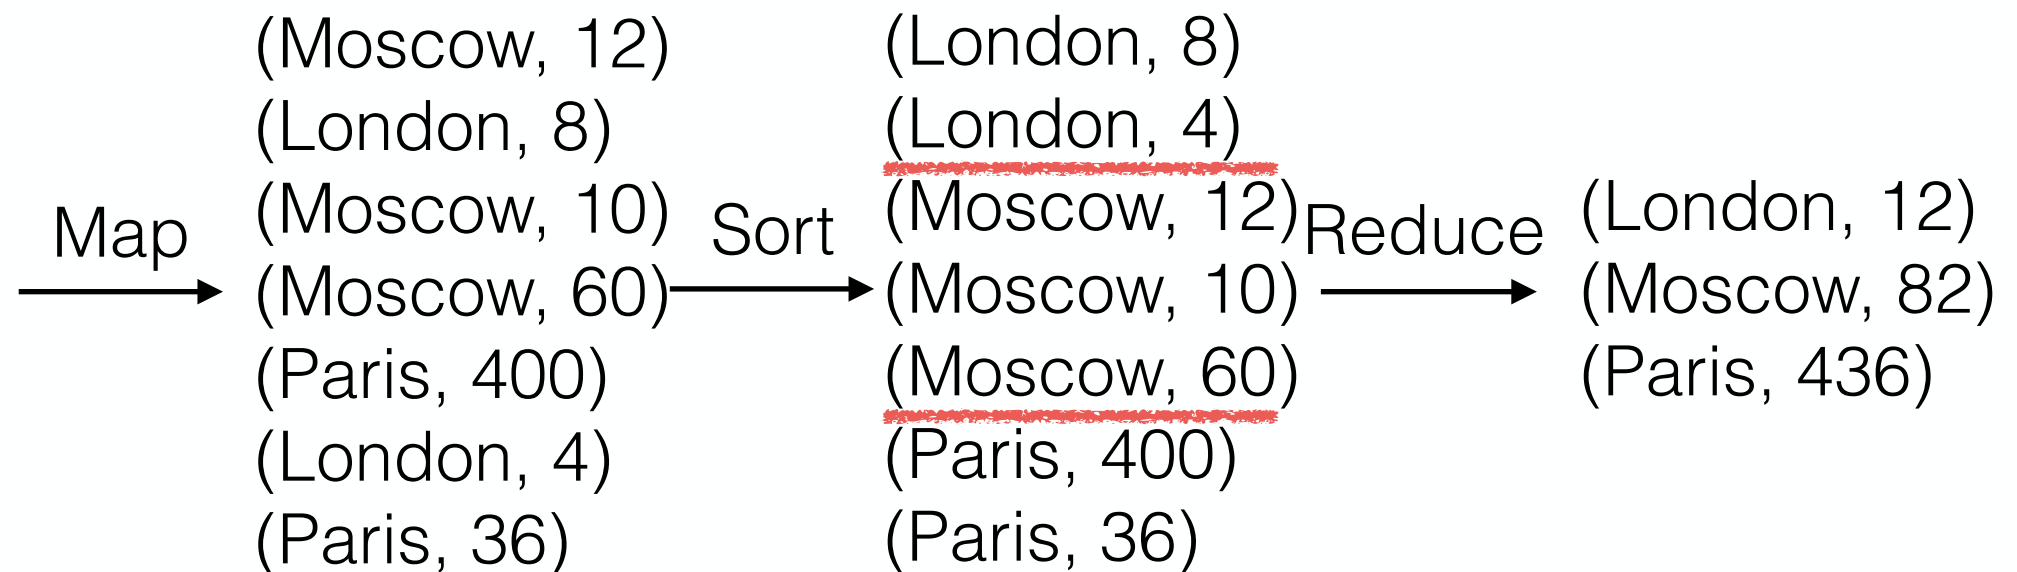 Map
(Moscow, 12)
(London, 8)
(Moscow, 10)
(Moscow, 60)
(Paris, 400)
(London, 4)
(Paris, 36)
Sort
(London, 8)
(London, 4)
(Moscow, 12)
(Moscow, 10)
(Moscow, 60)
(Paris, 400)
(Paris, 36)
Reduce
(London, 12)
(Moscow, 82)
(Paris, 436)